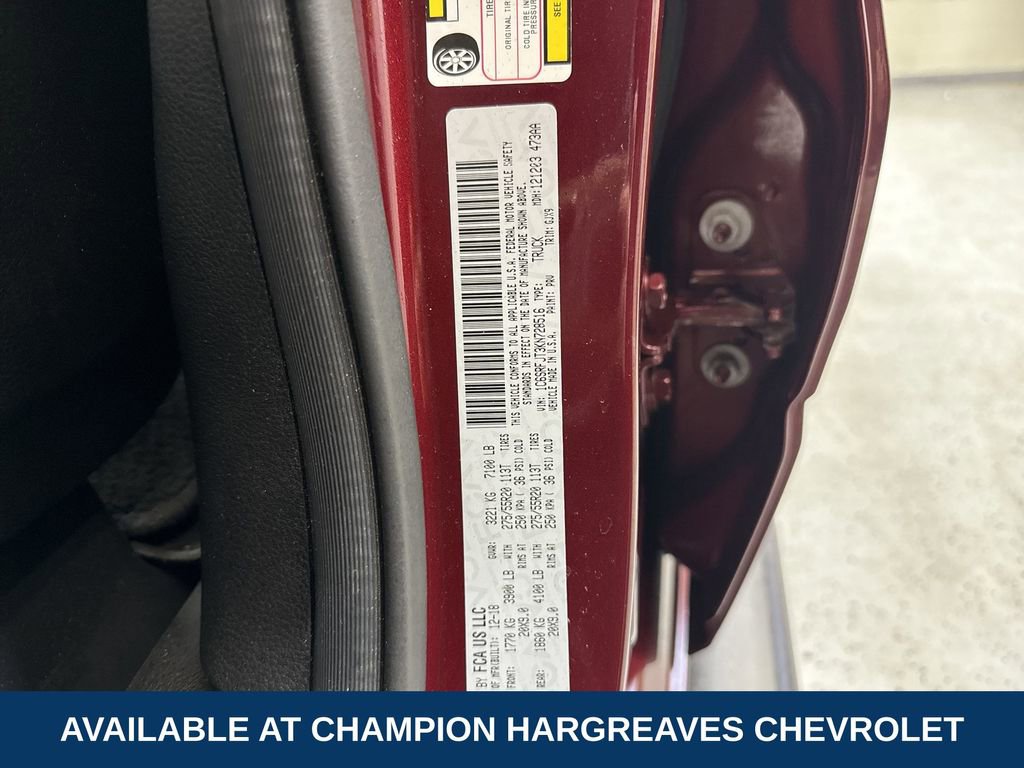 TIRE
ORIGINAL TIR
COLD TIRE IN
PRESSUR
SEE
BY FCA US LLC
OF MFR(BUILT): 12-18 GVWR: 3221 KG 7100 LB
FRONT: 1770 KG 3900 LB WITH 275/55R20 113T TIRES
20X9.0 RIMS AT 250 KPA ( 36 PSI) COLD
REAR: 1860 KG 4100 LB WITH 275/55R20 113T TIRES
20X9.0 RIMS AT 250 KPA ( 36 PSI) COLD
THIS VEHICLE CONFORMS TO ALL APPLICABLE U.S.A. FEDERAL MOTOR VEHICLE SAFETY
STANDARDS IN EFFECT ON THE DATE OF MANUFACTURE SHOWN ABOVE.
VIN: 1C6SRFJT3KN728516 TYPE: TRUCK MDH:121203 473AA
VEHICLE MADE IN U.S.A. PAINT: PRV TRIM: GJX9
AVAILABLE AT CHAMPION HARGREAVES CHEVROLET